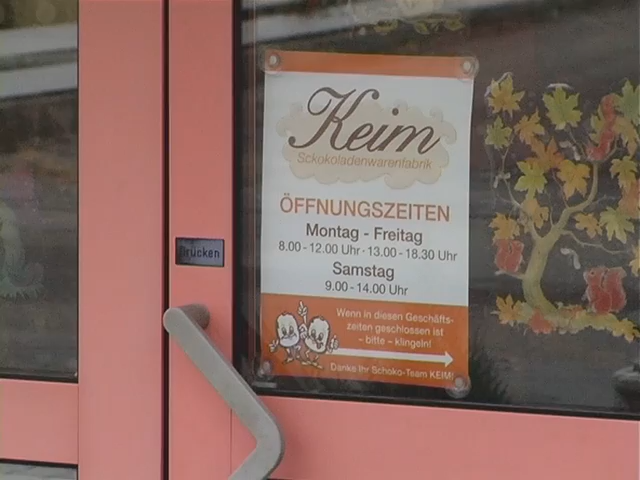 Keim
Schokoladenwarenfabrik
ÖFFNUNGSZEITEN
Montag - Freitag
8.00 - 12.00 Uhr · 13.00 - 18.30 Uhr
Samstag
9.00 - 14.00 Uhr
Wenn in diesen Geschäfts-
zeiten geschlossen ist
- bitte - klingeln!
Danke Ihr Schoko-Team KEIM!
Drücken